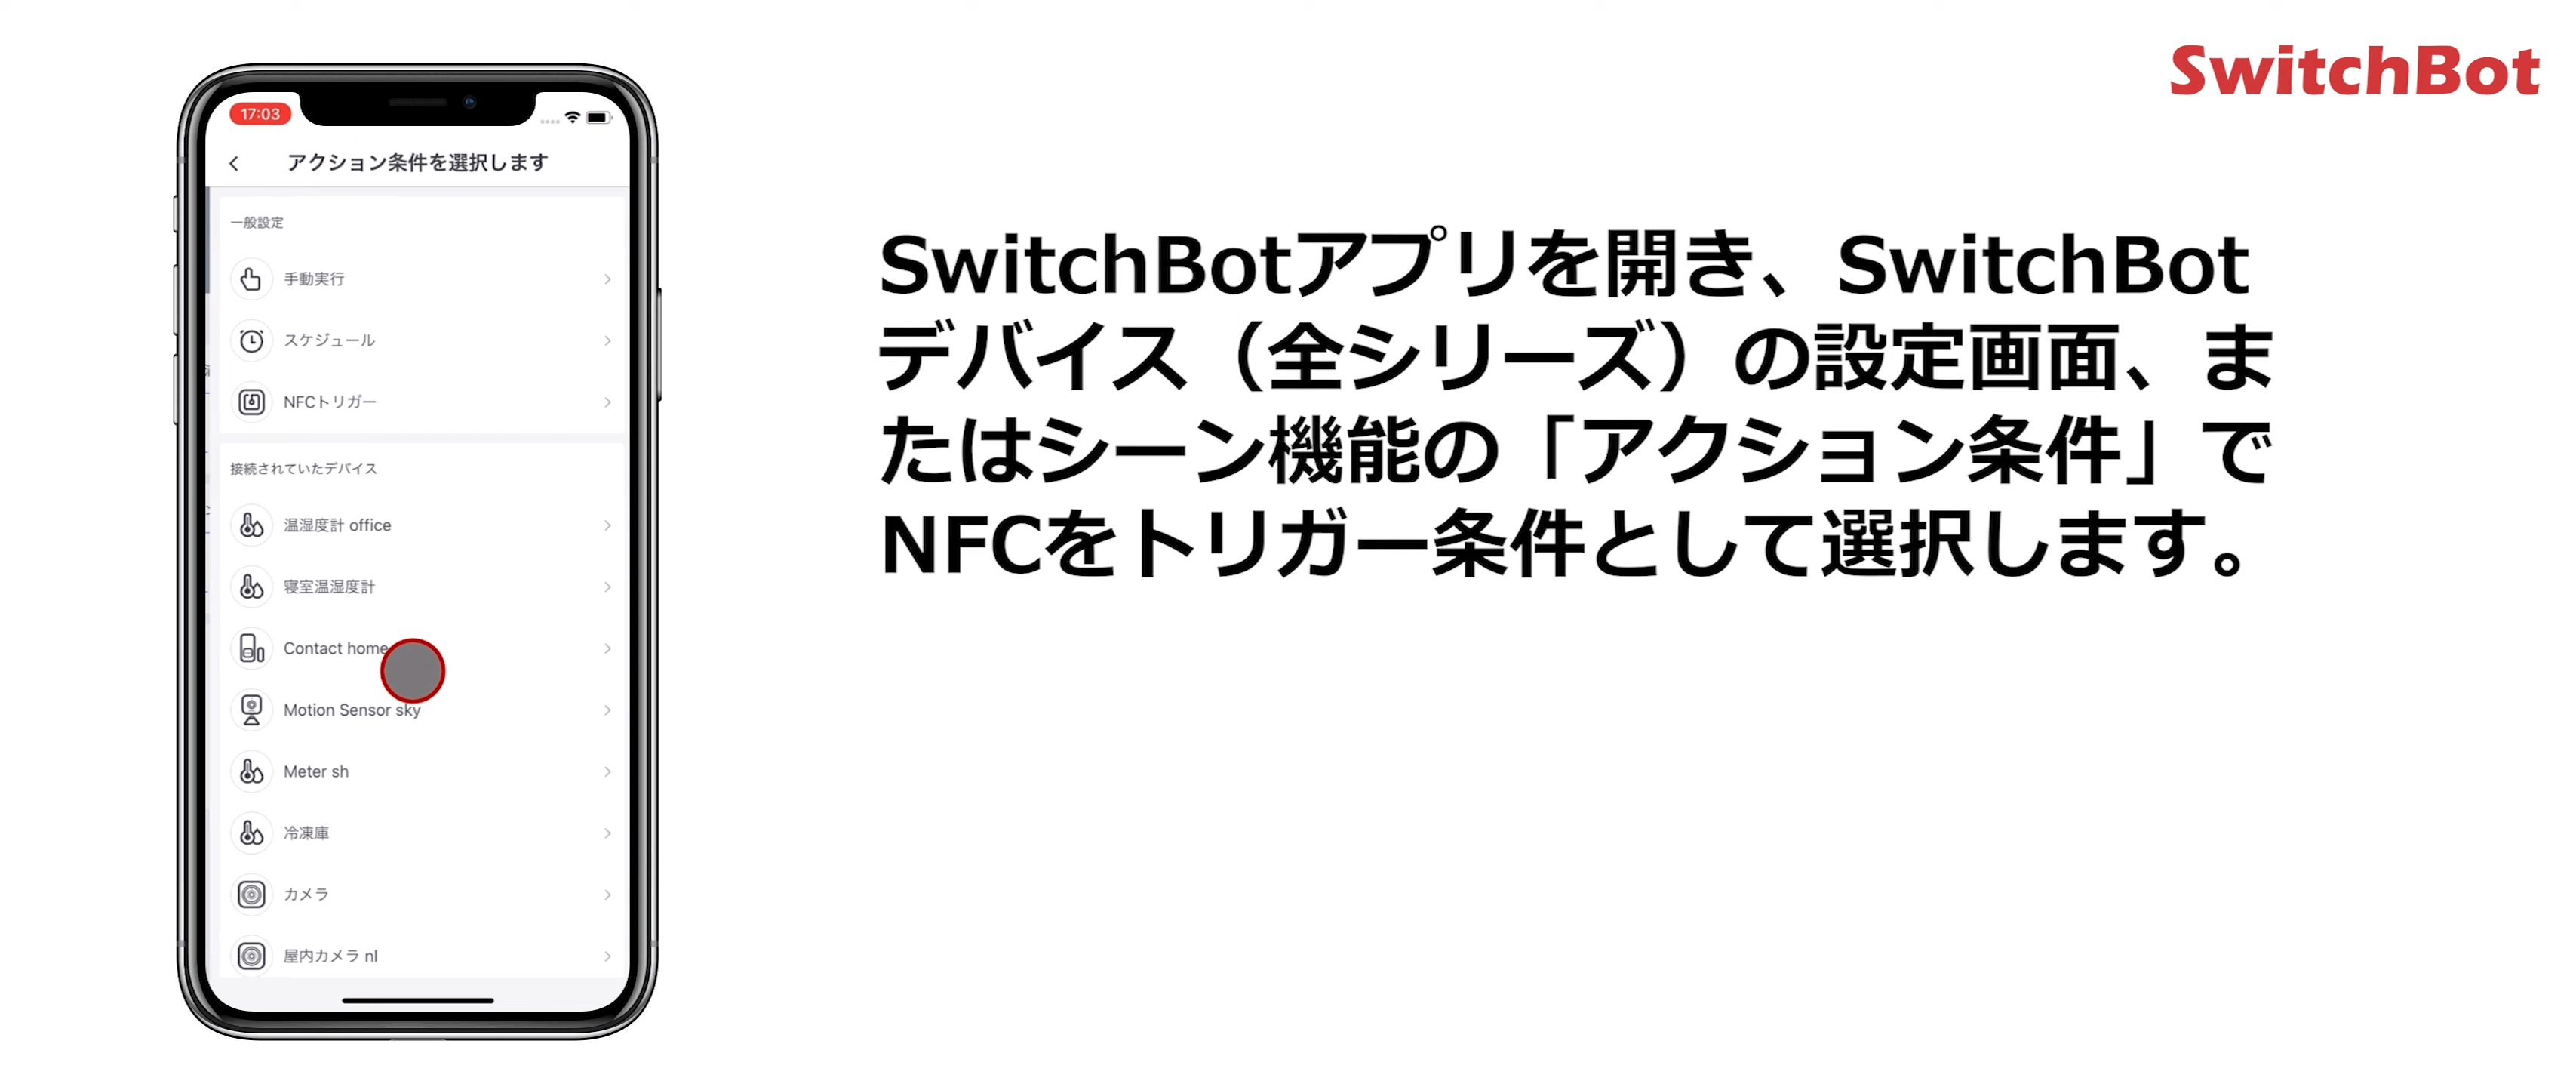 SwitchBot
17:03
アクション条件を選択します
一般設定
手動実行
スケジュール
NFCトリガー
接続されていたデバイス
温湿度計 office
寝室温湿度計
Contact home
Motion Sensor sky
Meter sh
冷凍庫
カメラ
屋内カメラ nl
SwitchBotアプリを開き、SwitchBot
デバイス（全シリーズ）の設定画面、ま
たはシーン機能の「アクション条件」で
NFCをトリガー条件として選択します。